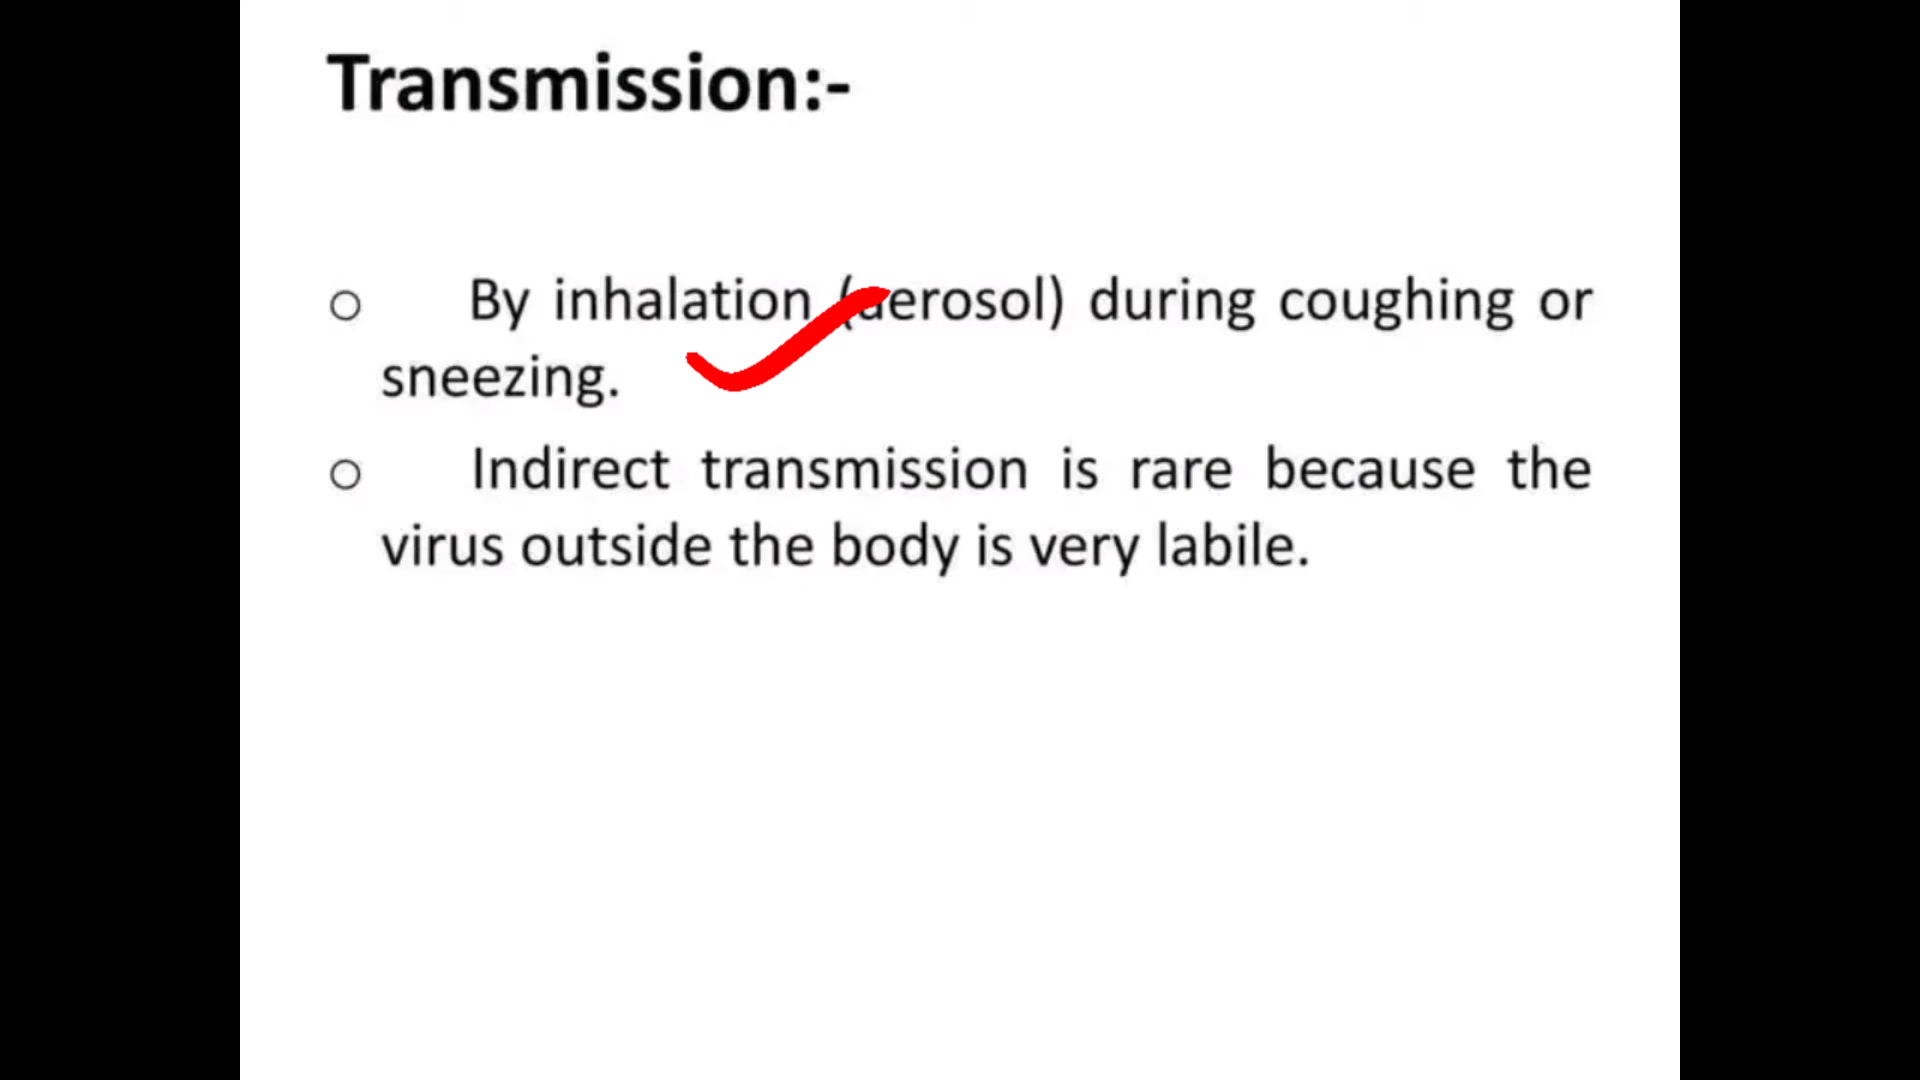 Transmission:-
o By inhalation (aerosol) during coughing or
sneezing.
o Indirect transmission is rare because the
virus outside the body is very labile.